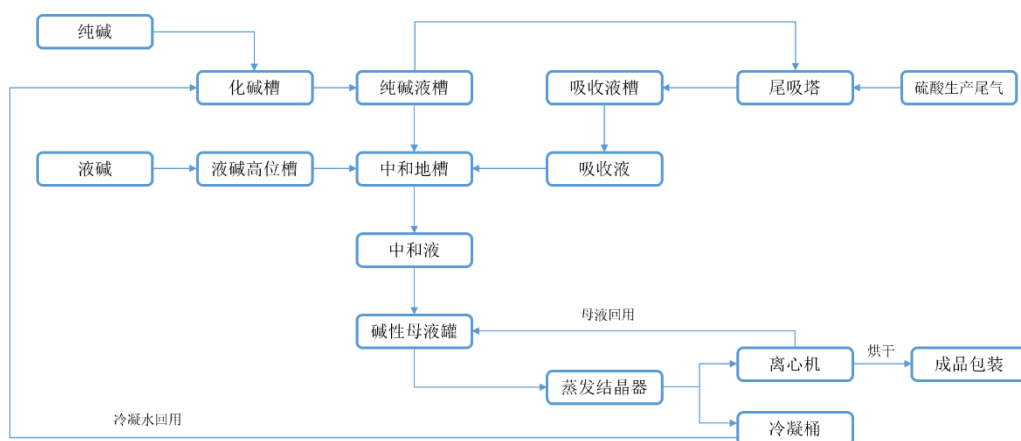 纯碱
化碱槽
纯碱液槽
吸收液槽
尾吸塔
硫酸生产尾气
液碱
液碱高位槽
中和地槽
吸收液
中和液
母液回用
碱性母液罐
离心机
烘干
成品包装
蒸发结晶器
冷凝水回用
冷凝桶